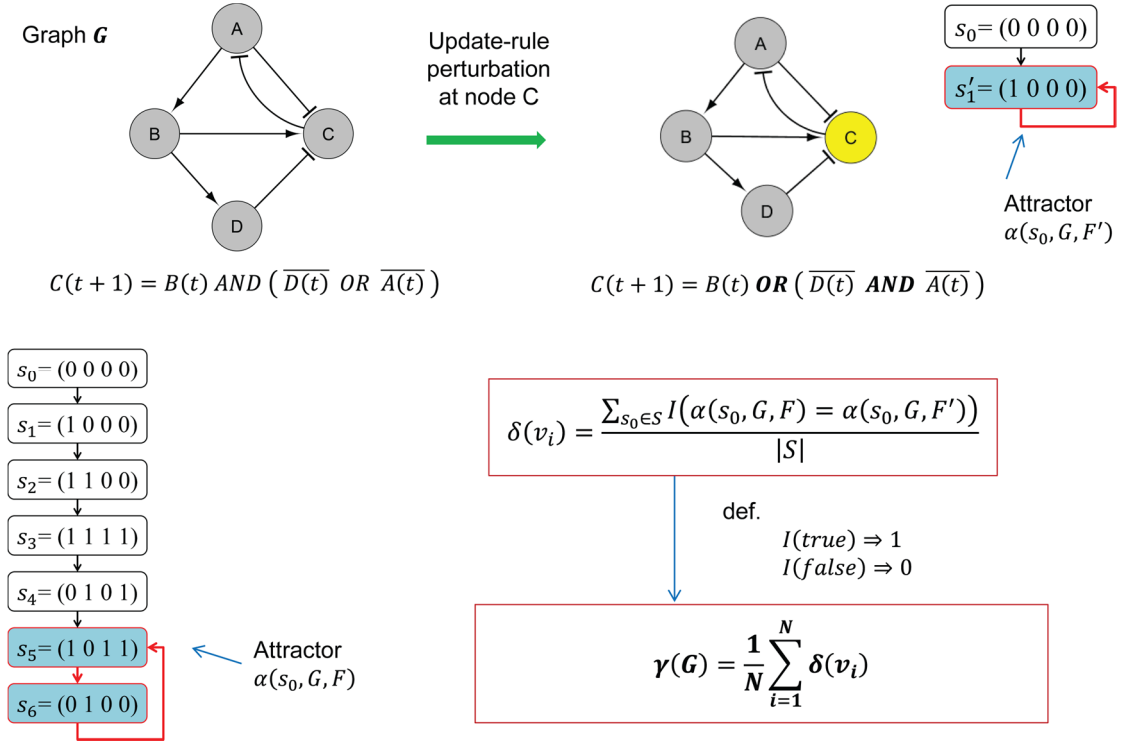 Graph G
A
B
C
D
C(t + 1) = B(t) AND ( D̅(̅t̅)̅ OR A̅(̅t̅)̅ )
Update-rule
perturbation
at node C
A
B
C
D
C(t + 1) = B(t) OR ( D̅(̅t̅)̅ AND A̅(̅t̅)̅ )
s₀= (0 0 0 0)
s₁′= (1 0 0 0)
Attractor
α(s₀, G, F′)
s₀= (0 0 0 0)
s₁= (1 0 0 0)
s₂= (1 1 0 0)
s₃= (1 1 1 1)
s₄= (0 1 0 1)
s₅= (1 0 1 1)
s₆= (0 1 0 0)
Attractor
α(s₀, G, F)
δ(vᵢ) = ∑_{s₀∈S} I(α(s₀, G, F) = α(s₀, G, F′)) / |S|
def.
I(true) ⇒ 1
I(false) ⇒ 0
γ(G) = 1/N ∑_{i=1}^{N} δ(vᵢ)